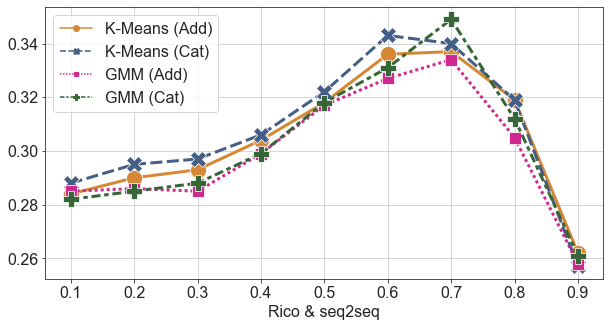 K-Means (Add)
K-Means (Cat)
GMM (Add)
GMM (Cat)
0.34
0.32
0.30
0.28
0.26
0.1 0.2 0.3 0.4 0.5 0.6 0.7 0.8 0.9
Rico & seq2seq